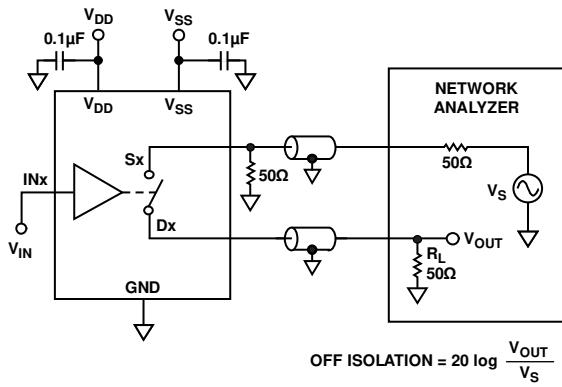 VDD
VSS
0.1µF
0.1µF
VDD
VSS
NETWORK
ANALYZER
Sx
50Ω
50Ω
INx
VS
Dx
VOUT
VIN
RL
50Ω
GND
OFF ISOLATION = 20 log VOUT
VS